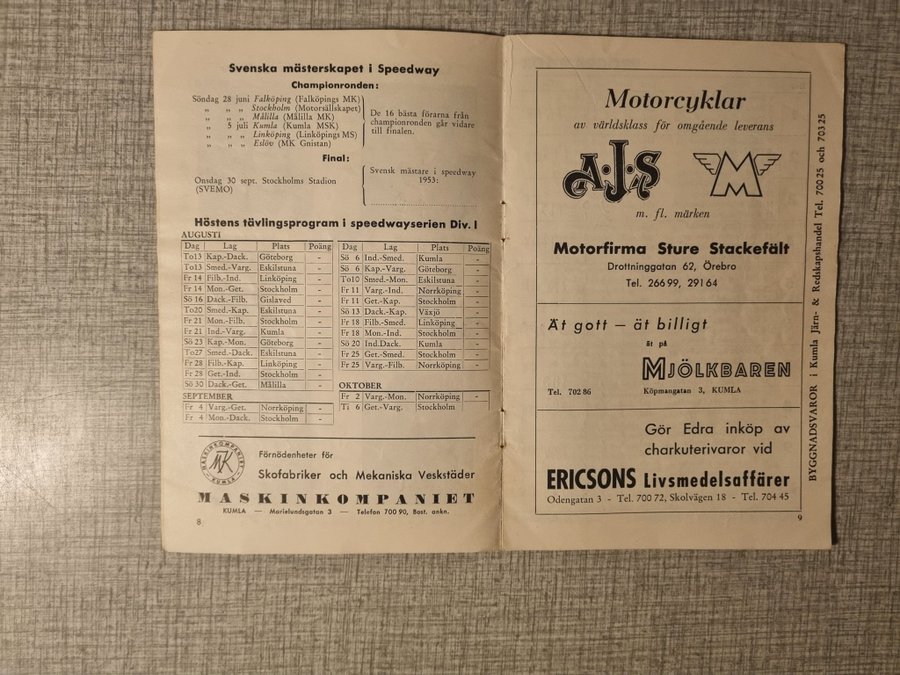 Svenska mästerskapet i Speedway
Championronden:
Söndag 28 juni Falköping (Falköpings MK)
„ „ „ Stockholm (Motorsällskapet)
„ „ „ Målilla (Målilla MK)
„ 5 juli Kumla (Kumla MSK)
„ „ „ Linköping (Linköpings MS)
„ „ „ Eslöv (MK Gnistan)
De 16 bästa förarna från
championronden går vidare
till finalen.
Final:
Onsdag 30 sept. Stockholms Stadion
(SVEMO)
Svensk mästare i speedway
1953:
Höstens tävlingsprogram i speedwayserien Div. I
AUGUSTI
Dag Lag Plats Poäng
To13 Kap.-Dack. Göteborg -
To13 Smed.-Varg. Eskilstuna -
Fr 14 Filb.-Ind Linköping -
Fr 14 Mon.-Get. Stockholm -
Sö 16 Dack.-Filb. Gislaved -
To20 Smed.-Kap. Eskilstuna -
Fr 21 Mon.-Filb. Stockholm -
Fr 21 Ind.-Varg. Kumla -
Sö 23 Kap.-Mon. Göteborg -
To27 Smed.-Dack. Eskilstuna -
Fr 28 Filb.-Kap. Linköping -
Fr 28 Get.-Ind. Stockholm -
Sö 30 Dack.-Get. Målilla -
SEPTEMBER
Fr 4 Varg.-Get. Norrköping -
Fr 4 Mon.-Dack. Stockholm -
Dag Lag Plats Poäng
Sö 6 Ind.-Smed. Kumla -
Sö 6 Kap.-Varg. Göteborg -
To10 Smed.-Mon. Eskilstuna -
Fr 11 Varg.-Ind. Norrköping -
Fr 11 Get.-Kap. Stockholm -
Sö 13 Dack.-Kap. Växjö -
Fr 18 Filb.-Smed. Linköping -
Fr 18 Mon.-Ind. Stockholm -
Sö 20 Ind.Dack. Kumla -
Fr 25 Get.-Smed. Stockholm -
Fr 25 Varg.-Filb. Norrköping -
OKTOBER
Fr 2 Varg.-Mon. Norrköping -
Ti 6 Get.-Varg. Stockholm -
MASKINKOMPANIET
MK
KUMLA
Förnödenheter för
Skofabriker och Mekaniska Veskstäder
MASKINKOMPANIET
KUMLA — Marielundsgatan 3 — Telefon 700 90, Bost. ankn.
8
Motorcyklar
av världsklass för omgående leverans
A.J.S
M
m. fl. märken
Motorfirma Sture Stackefält
Drottninggatan 62, Örebro
Tel. 266 99, 291 64
Ät gott – ät billigt
ät på
MJÖLKBAREN
Tel. 702 86
Köpmangatan 3, KUMLA
Gör Edra inköp av
charkuterivaror vid
ERICSONS Livsmedelsaffärer
Odengatan 3 - Tel. 700 72, Skolvägen 18 - Tel. 704 45
BYGGNADSVAROR i Kumla Järn- & Redskapshandel Tel. 700 25 och 703 25
9